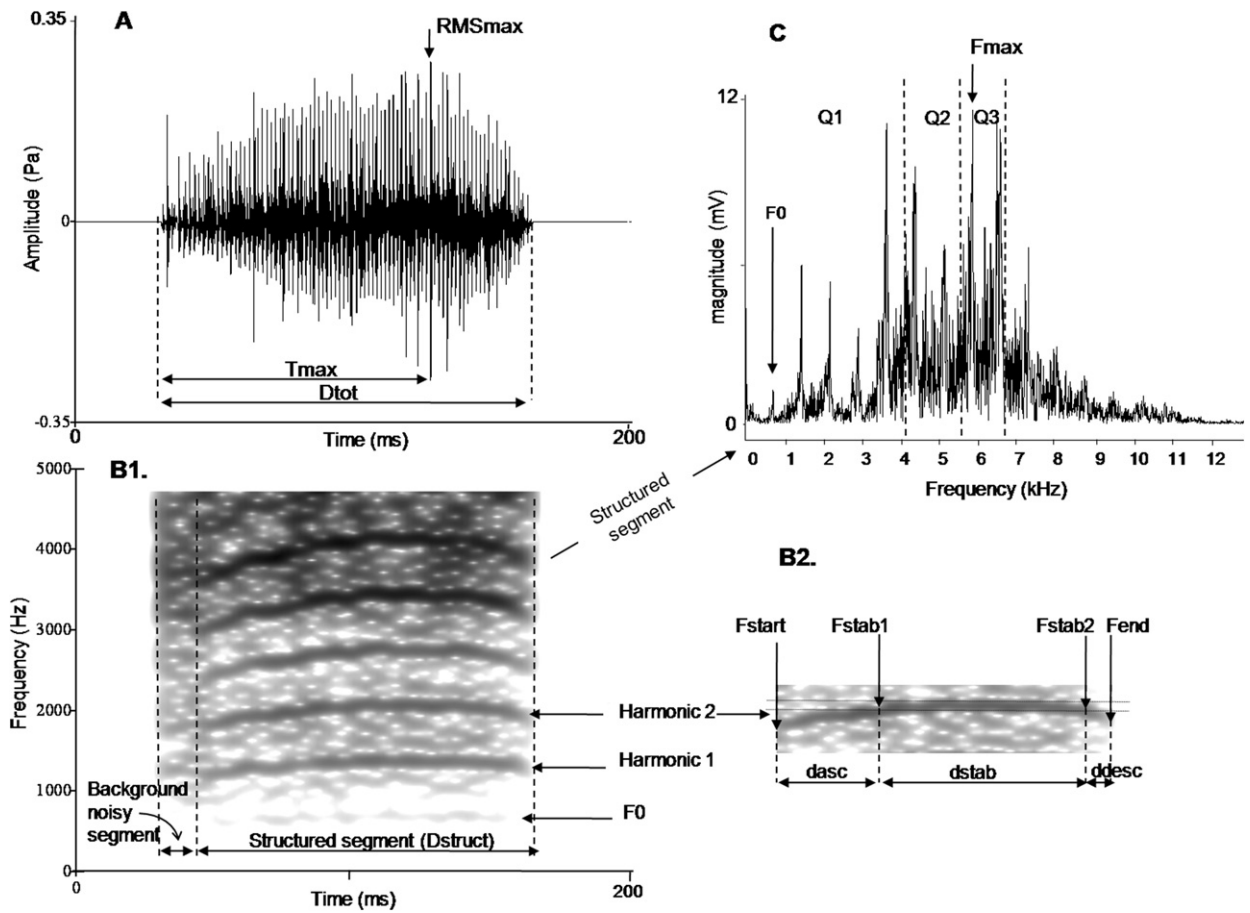 A
0.35
RMSmax
Amplitude (Pa)
0
Tmax
Dtot
-0.35
0
Time (ms)
200
C
Fmax
12
Q1
Q2
Q3
F0
magnitude (mV)
0
0 1 2 3 4 5 6 7 8 9 10 11 12
Frequency (kHz)
B1.
5000
4000
3000
2000
1000
0
Frequency (Hz)
Structured
segment
Harmonic 2
Harmonic 1
F0
Background
noisy
segment
Structured segment (Dstruct)
0
Time (ms)
200
B2.
Fstart
Fstab1
Fstab2
Fend
dasc
dstab
ddesc